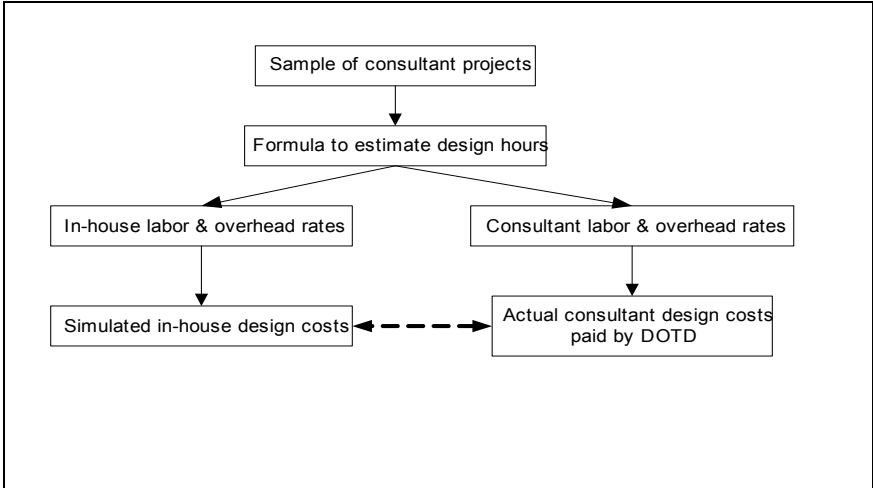 Sample of consultant projects
Formula to estimate design hours
In-house labor & overhead rates
Consultant labor & overhead rates
Simulated in-house design costs
Actual consultant design costs
paid by DOTD